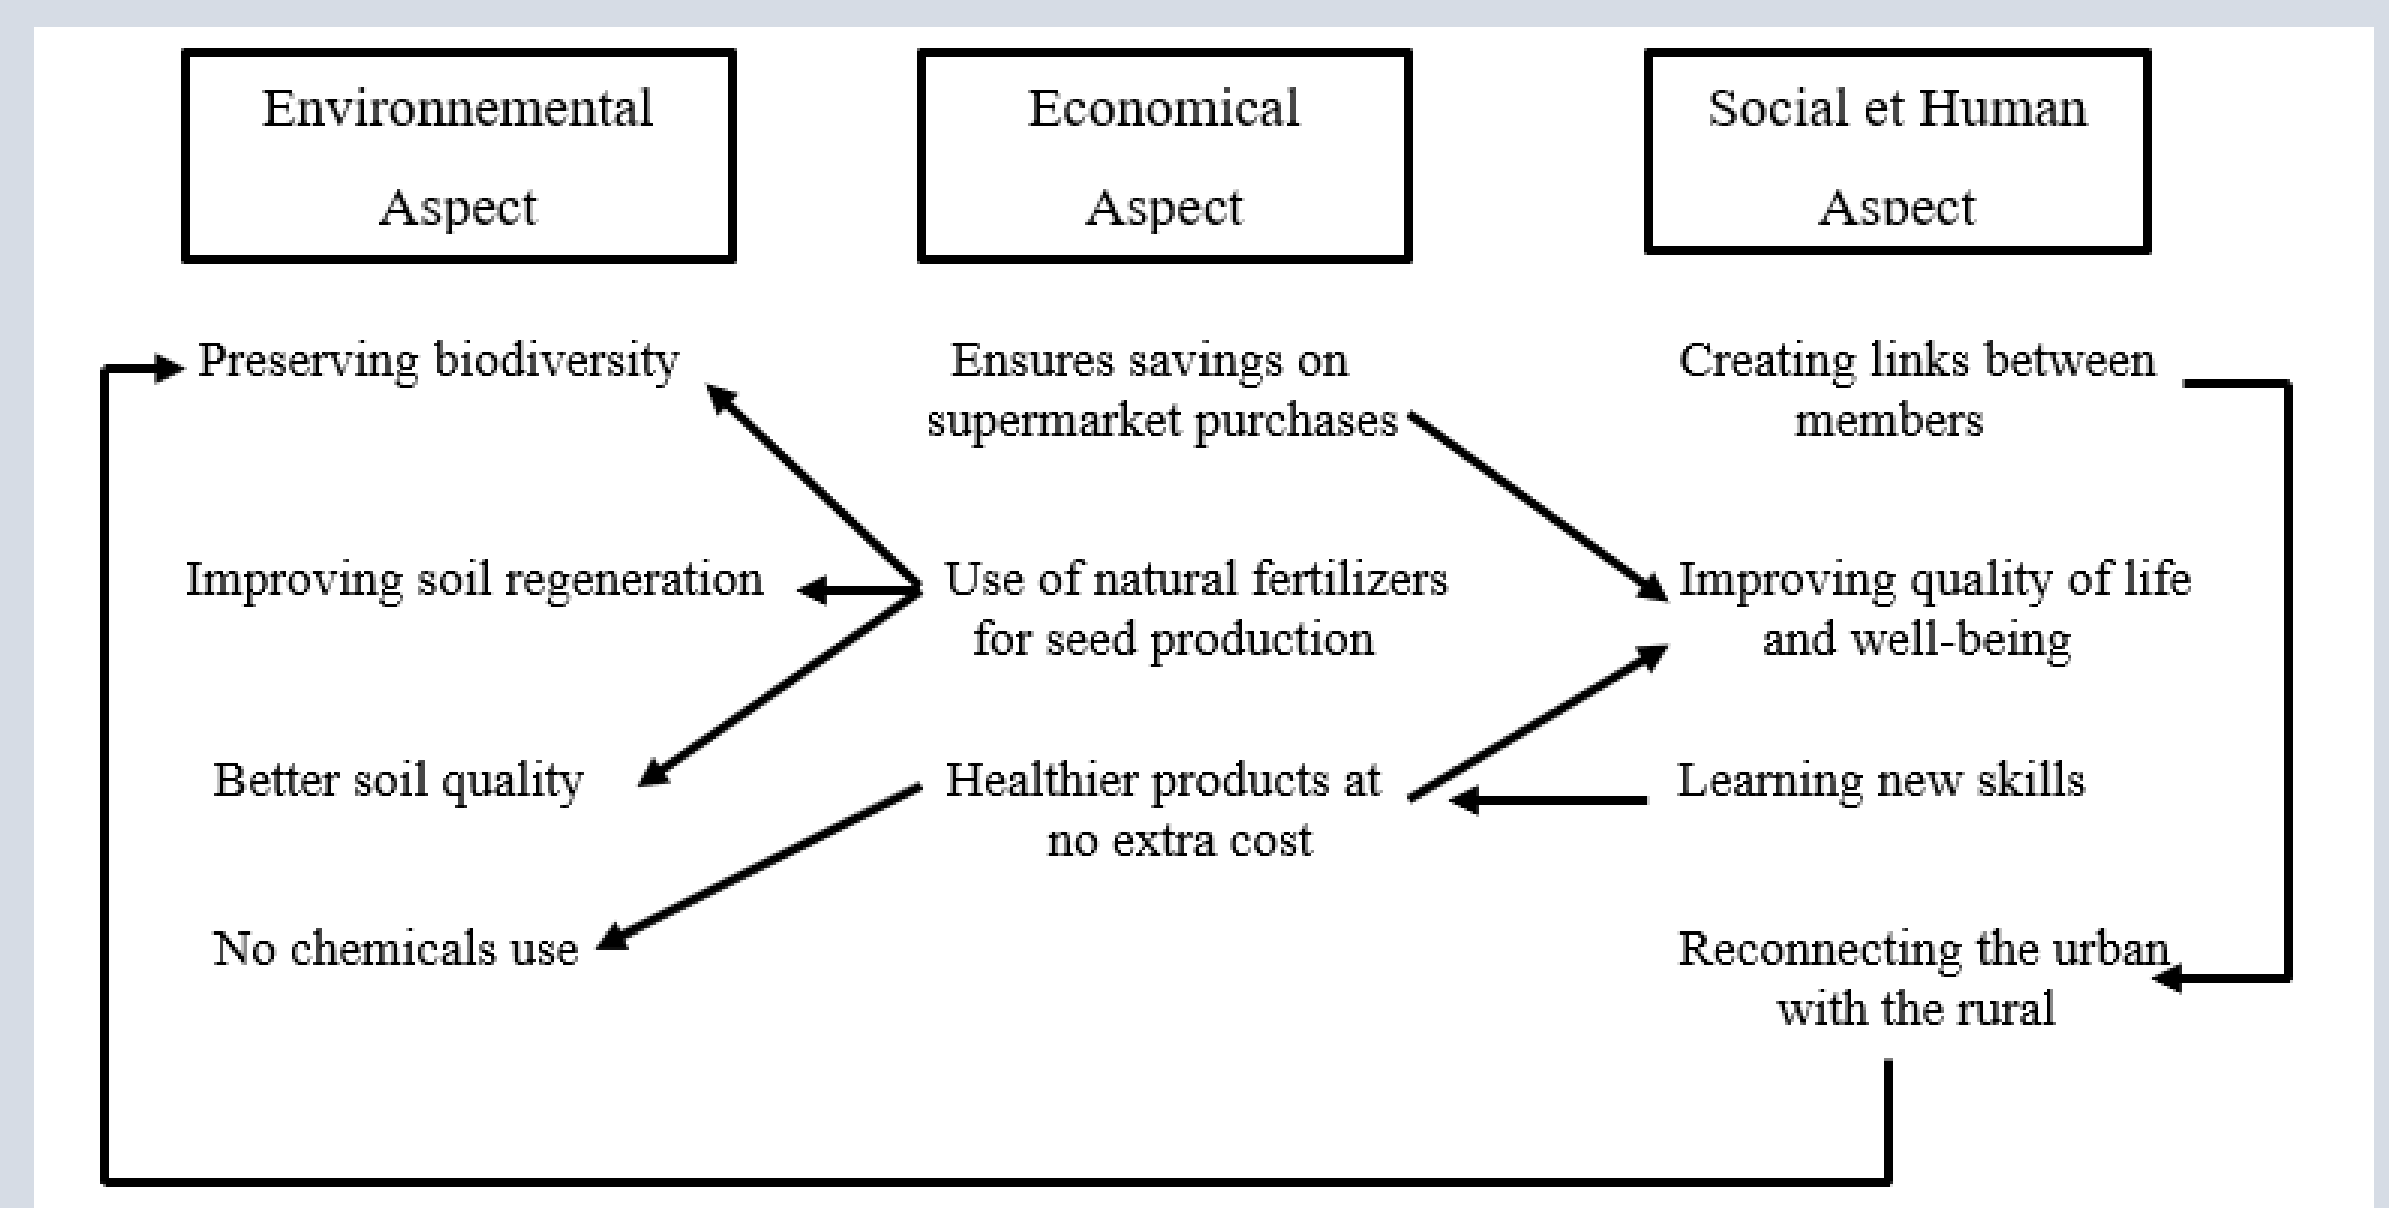 Environnemental
Aspect
Economical
Aspect
Social et Human
Aspect
Preserving biodiversity
Improving soil regeneration
Better soil quality
No chemicals use
Ensures savings on
supermarket purchases
Use of natural fertilizers
for seed production
Healthier products at
no extra cost
Creating links between
members
Improving quality of life
and well-being
Learning new skills
Reconnecting the urban
with the rural